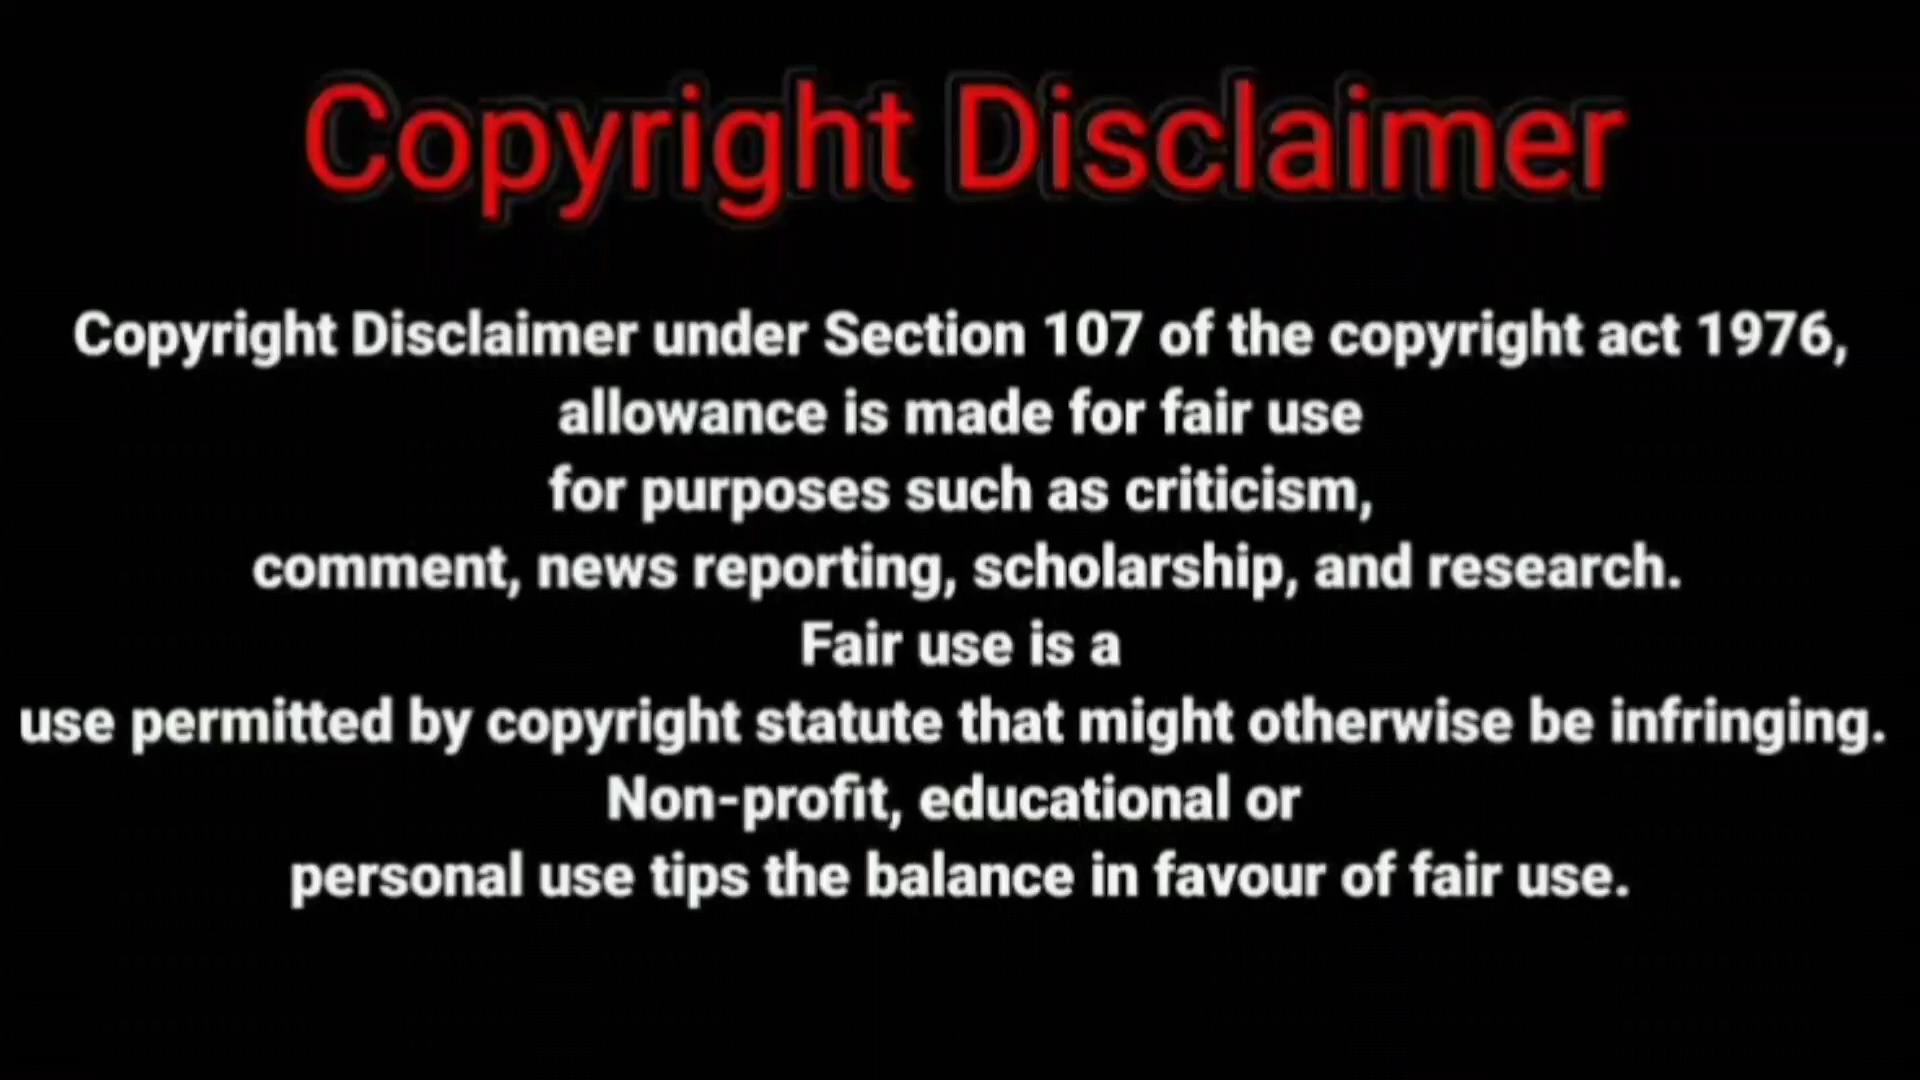 Copyright Disclaimer
Copyright Disclaimer under Section 107 of the copyright act 1976,
allowance is made for fair use
for purposes such as criticism,
comment, news reporting, scholarship, and research.
Fair use is a
use permitted by copyright statute that might otherwise be infringing.
Non-profit, educational or
personal use tips the balance in favour of fair use.